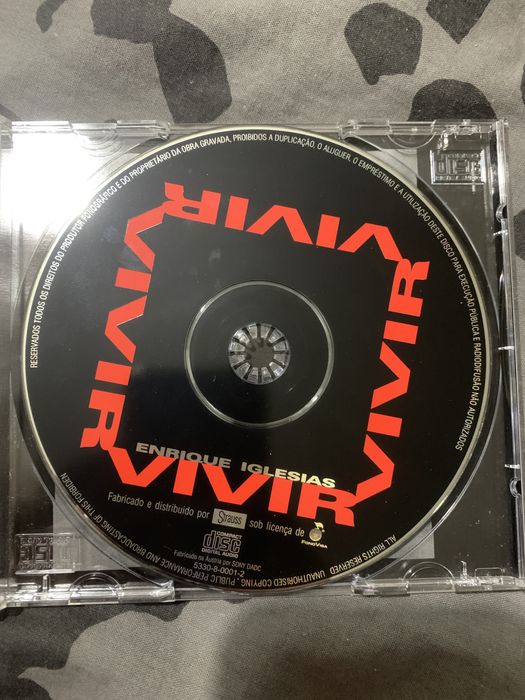 RESERVADOS TODOS OS DIREITOS DO PRODUTOR FONOGRÁFICO E DO PROPRIETÁRIO DA OBRA GRAVADA, PROIBIDOS A DUPLICAÇÃO, O ALUGUER, O EMPRESTIMO E A UTILIZAÇÃO DESTE DISCO PARA EXECUÇÃO PÚBLICA E RADIODIFUSÃO NÃO AUTORIZADOS
VIVIR
VIVIR
VIVIR
ENRIQUE IGLESIAS
VIVIR
Fabricado e distribuido por Strauss sob licença de FONOVISA
COMPACT
disc
DIGITAL AUDIO
Fabricado na Áustria por SONY DADC
5330-8-0001-2
ALL RIGHTS RESERVED UNAUTHORISED COPYING, PUBLIC PERFORMANCE AND BROADCASTING OF THIS FORBIDEN